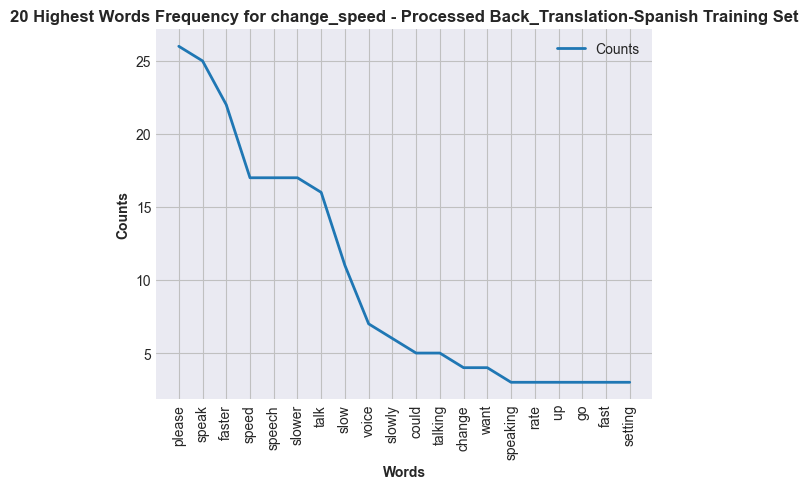 20 Highest Words Frequency for change_speed - Processed Back_Translation-Spanish Training Set
Counts
25
20
15
10
5
Counts
please
speak
faster
speed
speech
slower
talk
slow
voice
slowly
could
talking
change
want
speaking
rate
up
go
fast
setting
Words